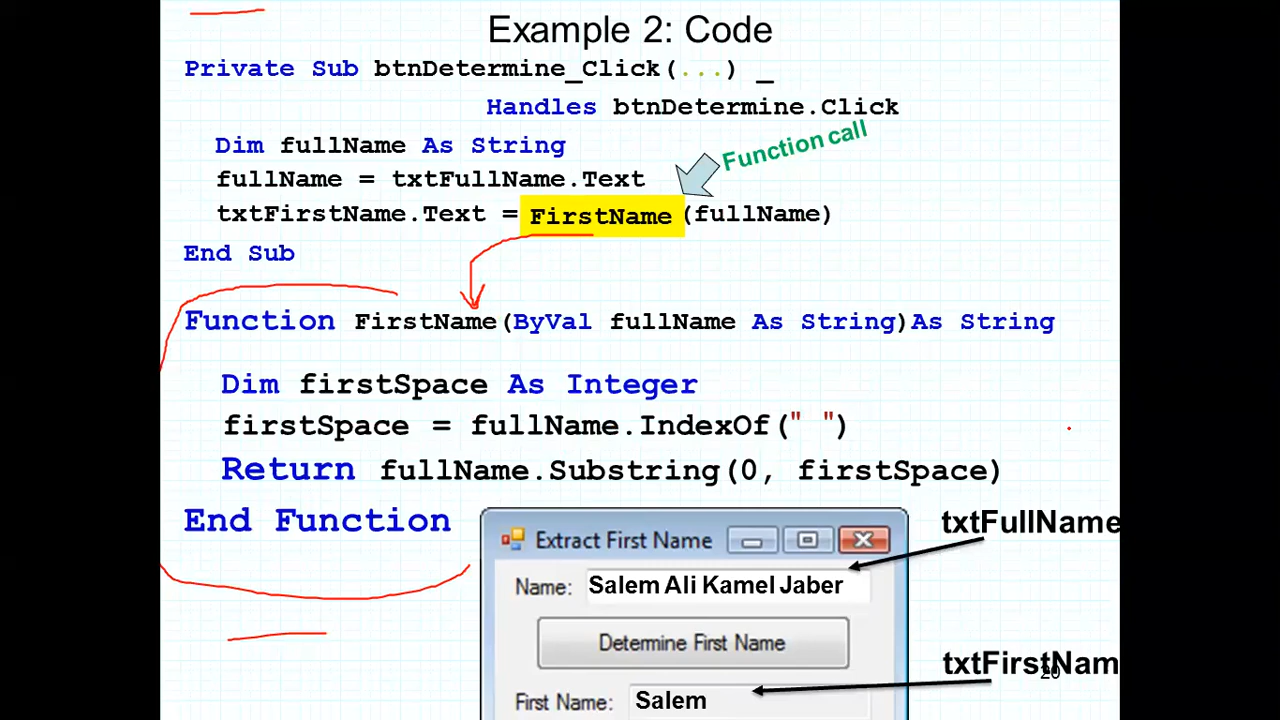 Example 2: Code
Private Sub btnDetermine_Click(...) _
Handles btnDetermine.Click
Function call
Dim fullName As String
fullName = txtFullName.Text
txtFirstName.Text = FirstName (fullName)
End Sub
Function FirstName(ByVal fullName As String)As String
Dim firstSpace As Integer
firstSpace = fullName.IndexOf(" ")
Return fullName.Substring(0, firstSpace)
End Function
txtFullName
Extract First Name
Name: Salem Ali Kamel Jaber
Determine First Name
txtFirstNam
20
First Name: Salem